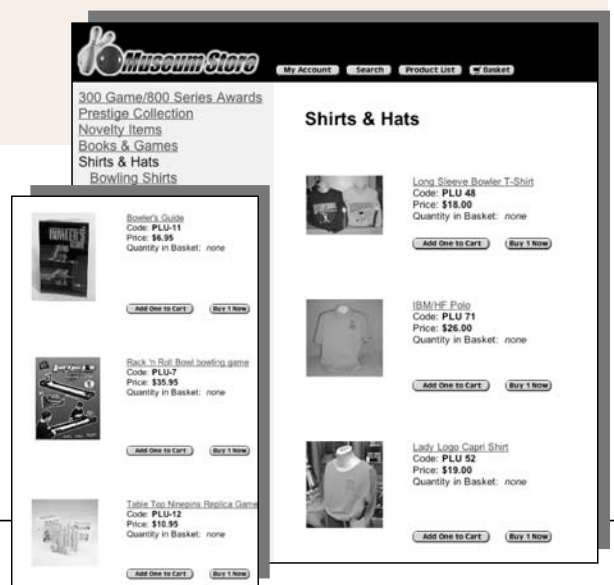 Museum Store
My Account Search Product List Basket
300 Game/800 Series Awards
Prestige Collection
Novelty Items
Books & Games
Shirts & Hats
Bowling Shirts
Shirts & Hats
Long Sleeve Bowler T-Shirt
Code: PLU 48
Price: $18.00
Quantity in Basket: none
Add One to Cart Buy 1 Now
IBM/HF Polo
Code: PLU 71
Price: $26.00
Quantity in Basket: none
Add One to Cart Buy 1 Now
Lady Logo Capri Shirt
Code: PLU 52
Price: $19.00
Quantity in Basket: none
Add One to Cart Buy 1 Now
Bowler's Guide
Code: PLU-11
Price: $6.95
Quantity in Basket: none
Add One to Cart Buy 1 Now
Rack 'n Roll Bowl bowling game
Code: PLU-7
Price: $35.95
Quantity in Basket: none
Add One to Cart Buy 1 Now
Table Top Ninepins Replica Game
Code: PLU-12
Price: $10.95
Quantity in Basket: none
Add One to Cart Buy 1 Now